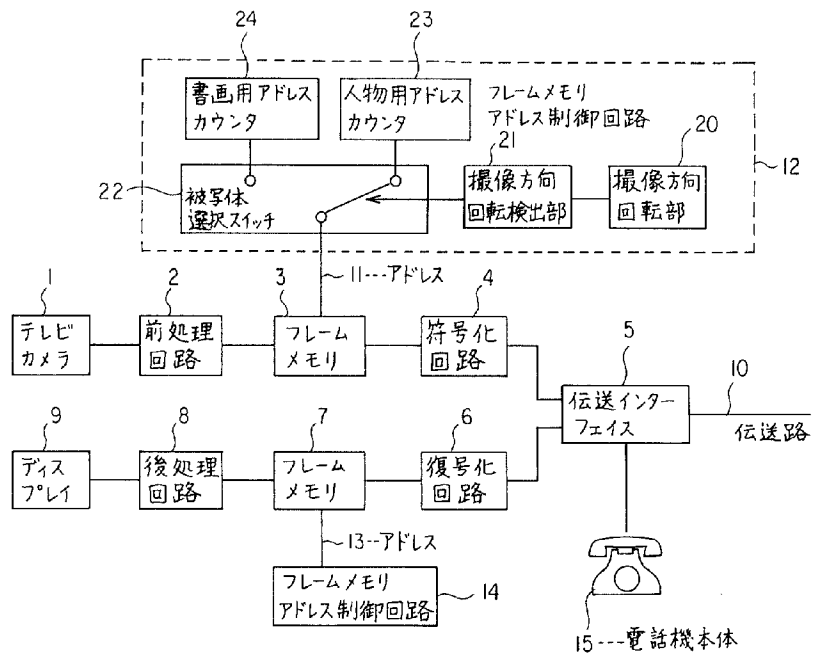 24
23
書画用アドレス
カウンタ
人物用アドレス
カウンタ
フレームメモリ
アドレス制御回路
21
20
12
22
被写体
選択スイッチ
撮像方向
回転検出部
撮像方向
回転部
11---アドレス
1
2
3
4
テレビ
カメラ
前処理
回路
フレーム
メモリ
符号化
回路
5
10
伝送インター
フェイス
伝送路
9
8
7
6
ディス
プレイ
後処理
回路
フレーム
メモリ
復号化
回路
13---アドレス
フレームメモリ
アドレス制御回路
14
15---電話機本体